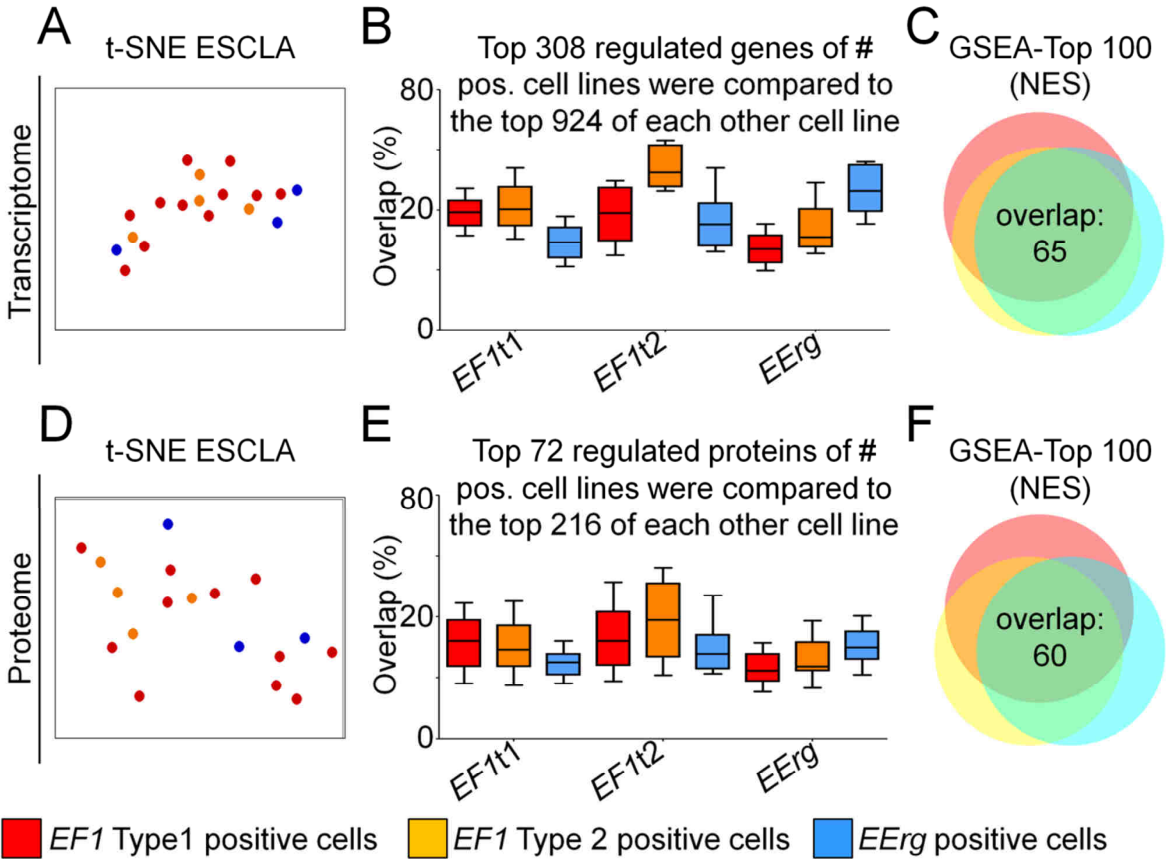 A
t-SNE ESCLA
Transcriptome
B
Top 308 regulated genes of #
pos. cell lines were compared to
the top 924 of each other cell line
Overlap (%)
80
20
0
EF1t1
EF1t2
EErg
C
GSEA-Top 100
(NES)
overlap:
65
D
t-SNE ESCLA
Proteome
E
Top 72 regulated proteins of #
pos. cell lines were compared to
the top 216 of each other cell line
Overlap (%)
80
20
0
EF1t1
EF1t2
EErg
F
GSEA-Top 100
(NES)
overlap:
60
EF1 Type1 positive cells
EF1 Type 2 positive cells
EErg positive cells